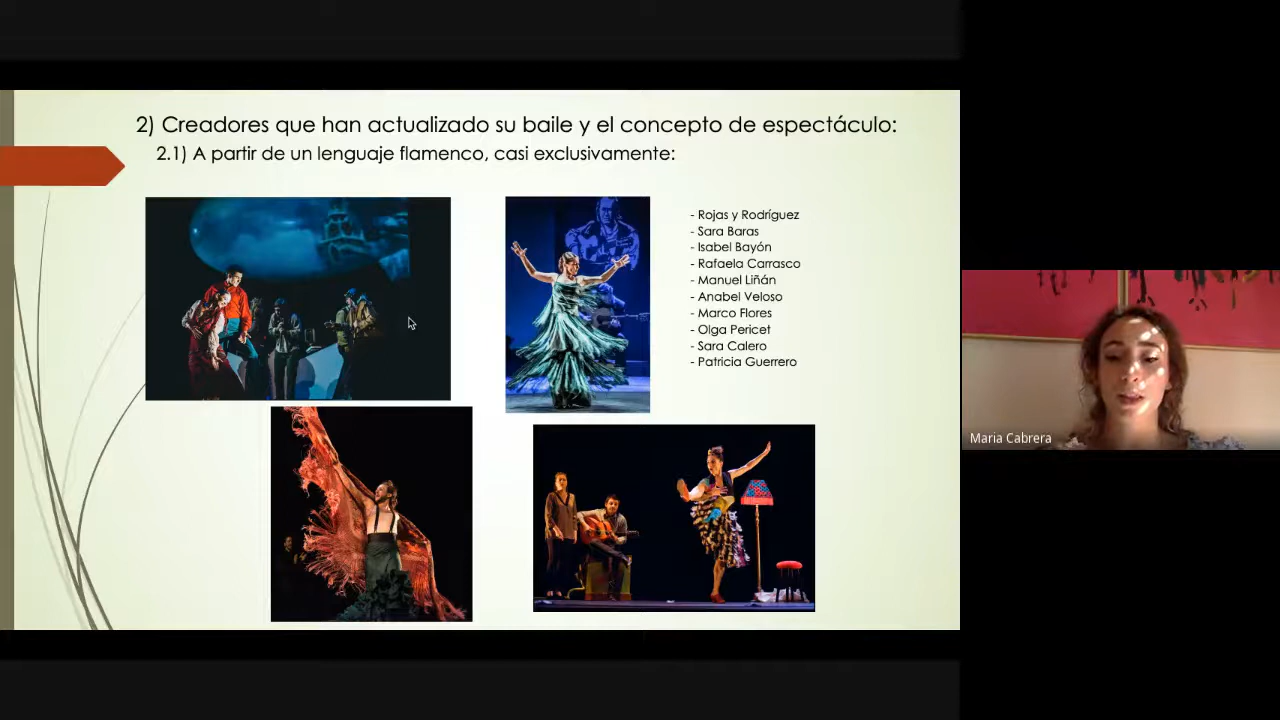 2) Creadores que han actualizado su baile y el concepto de espectáculo:
2.1) A partir de un lenguaje flamenco, casi exclusivamente:
- Rojas y Rodríguez
- Sara Baras
- Isabel Bayón
- Rafaela Carrasco
- Manuel Liñán
- Anabel Veloso
- Marco Flores
- Olga Pericet
- Sara Calero
- Patricia Guerrero
Maria Cabrera